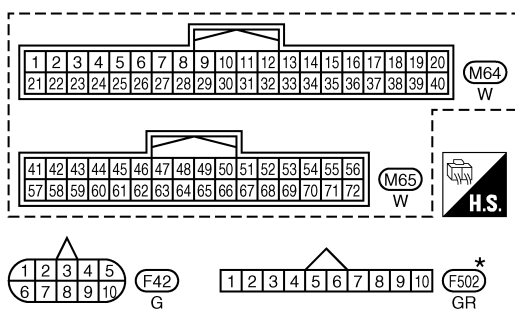 1 2 3 4 5 6 7 8 9 10 11 12 13 14 15 16 17 18 19 20
21 22 23 24 25 26 27 28 29 30 31 32 33 34 35 36 37 38 39 40
M64
W
41 42 43 44 45 46 47 48 49 50 51 52 53 54 55 56
57 58 59 60 61 62 63 64 65 66 67 68 69 70 71 72
M65
W
H.S.
1 2 3 4 5
6 7 8 9 10
F42
G
1 2 3 4 5 6 7 8 9 10
*
F502
GR